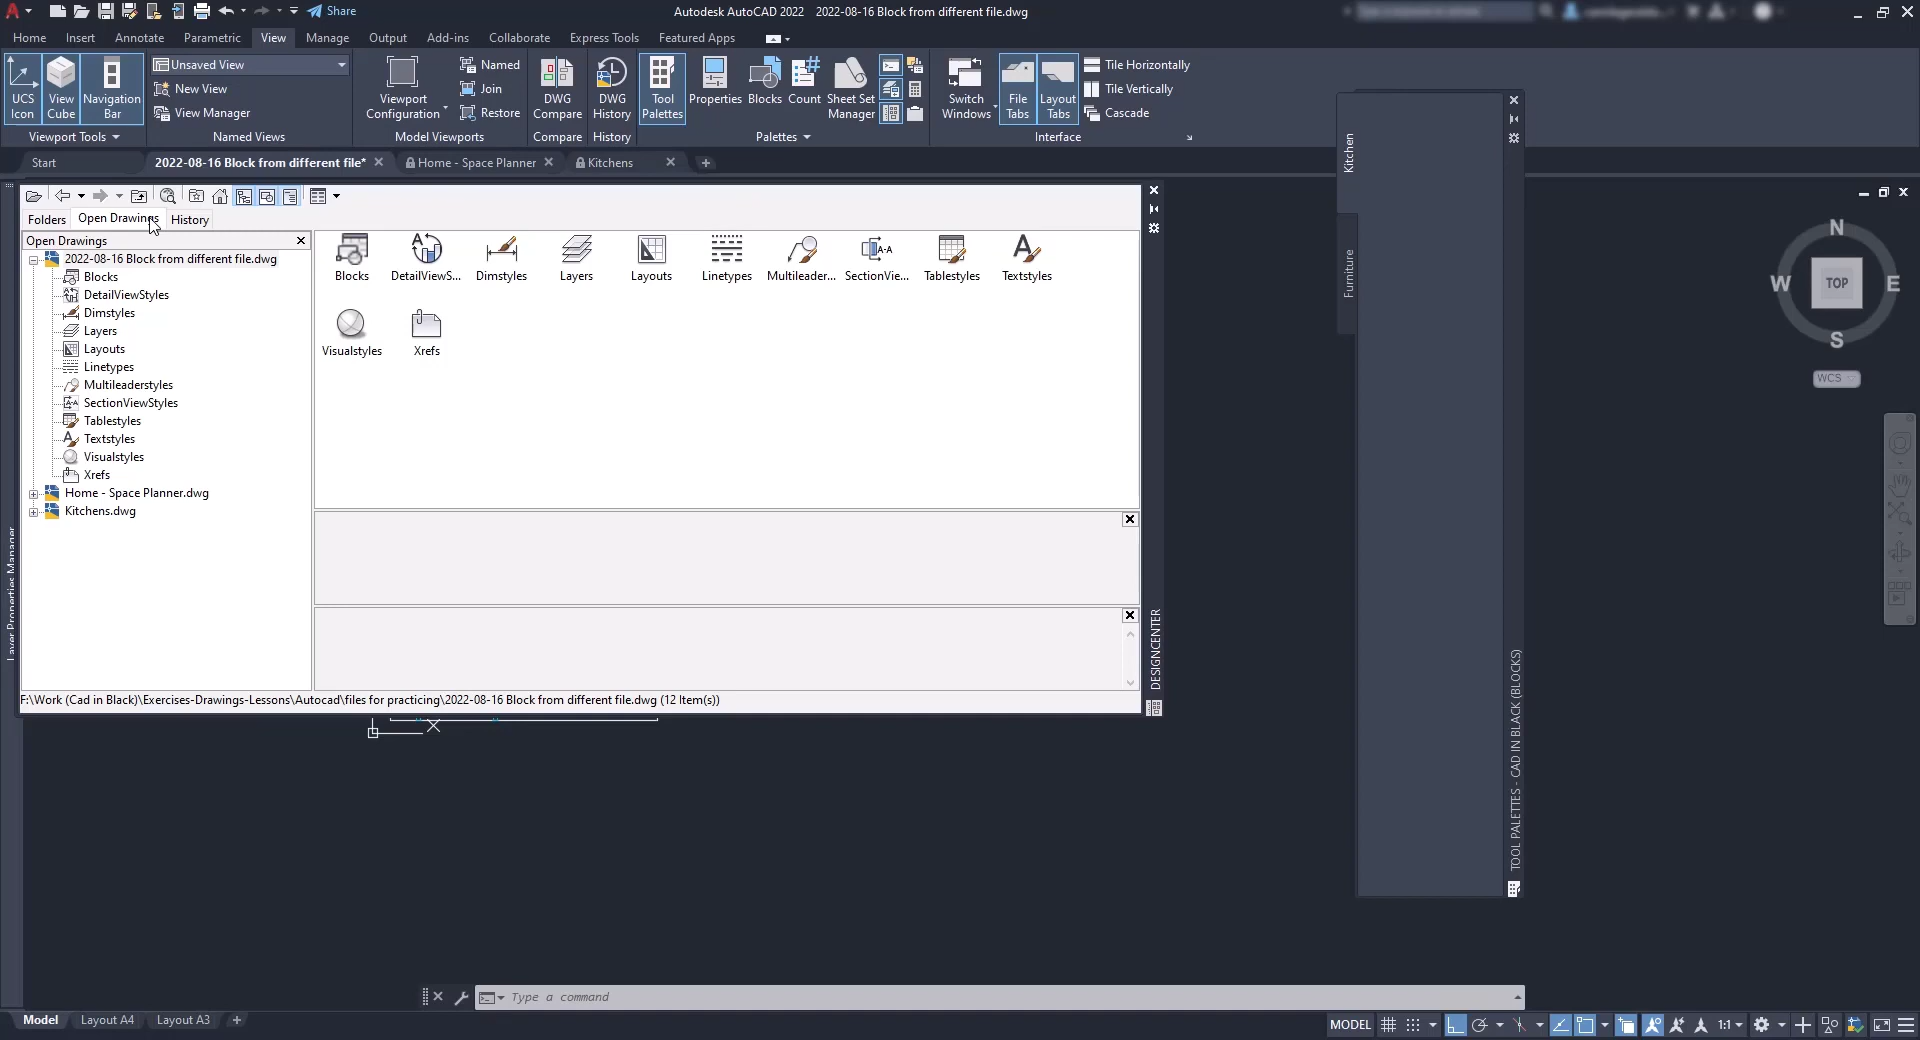 Share
Autodesk AutoCAD 2022 2022-08-16 Block from different file.dwg
Home Insert Annotate Parametric View Manage Output Add-ins Collaborate Express Tools Featured Apps
UCS Icon
View Cube
Navigation Bar
Viewport Tools
Unsaved View
New View
View Manager
Named Views
Viewport Configuration
Named
Join
Restore
Model Viewports
DWG Compare
Compare
DWG History
History
Tool Palettes
Properties
Blocks
Count
Sheet Set Manager
Palettes
Switch Windows
File Tabs
Layout Tabs
Tile Horizontally
Tile Vertically
Cascade
Interface
Start
2022-08-16 Block from different file*
Home - Space Planner
Kitchens
Folders
Open Drawings
History
Open Drawings
2022-08-16 Block from different file.dwg
Blocks
DetailViewStyles
Dimstyles
Layers
Layouts
Linetypes
Multileaderstyles
SectionViewStyles
Tablestyles
Textstyles
Visualstyles
Xrefs
Home - Space Planner.dwg
Kitchens.dwg
Blocks
DetailViewS...
Dimstyles
Layers
Layouts
Linetypes
Multileader...
SectionVie...
Tablestyles
Textstyles
Visualstyles
Xrefs
F:\Work (Cad in Black)\Exercises-Drawings-Lessons\Autocad\files for practicing\2022-08-16 Block from different file.dwg (12 Item(s))
DESIGNCENTER
Layer Properties Manager
Kitchen
Furniture
TOOL PALETTES - CAD IN BLACK (BLOCKS)
N
W
TOP
E
S
WCS
Type a command
Model
Layout A4
Layout A3
MODEL
1:1